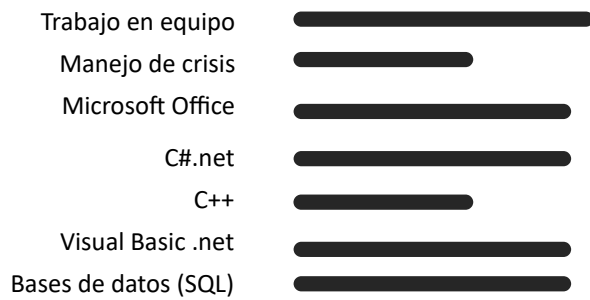 Trabajo en equipo
Manejo de crisis
Microsoft Office
C#.net
C++
Visual Basic .net
Bases de datos (SQL)